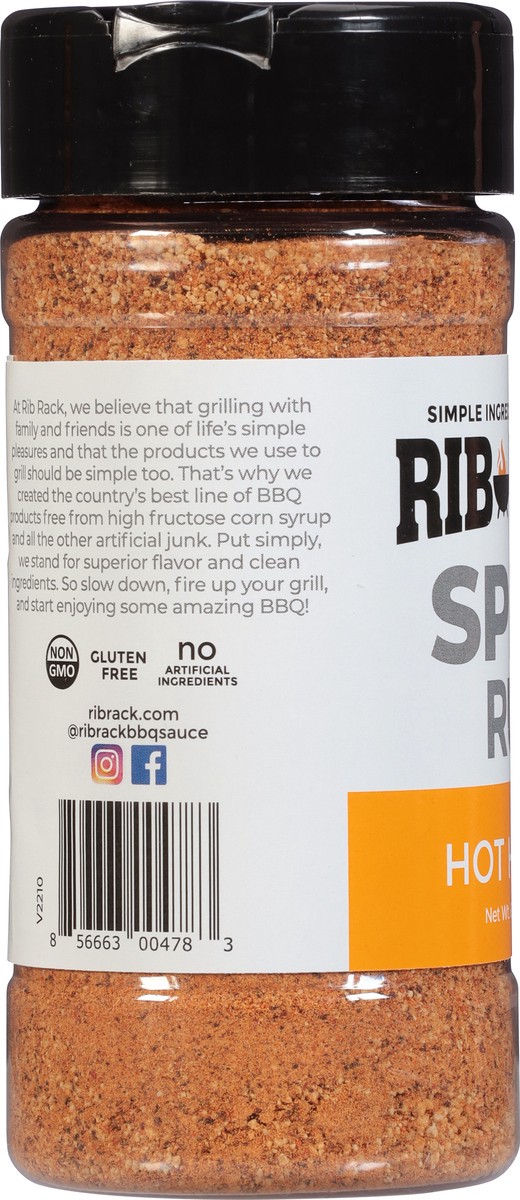 At Rib Rack, we believe that grilling with
family and friends is one of life's simple
pleasures and that the products we use to
grill should be simple too. That's why we
created the country's best line of BBQ
products free from high fructose corn syrup
and all the other artificial junk. Put simply,
we stand for superior flavor and clean
ingredients. So slow down, fire up your grill,
and start enjoying some amazing BBQ!
NON
GMO
GLUTEN
FREE
no
ARTIFICIAL
INGREDIENTS
ribrack.com
@ribrackbbqsauce
V2210
8 56663 00478 3
SIMPLE
RIB
HOT
Net Wt.